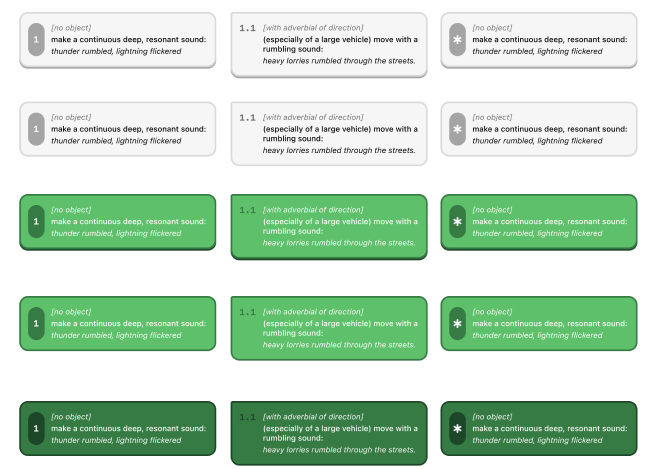 1
[no object]
make a continuous deep, resonant sound:
thunder rumbled, lightning flickered
1.1
[with adverbial of direction]
(especially of a large vehicle) move with a
rumbling sound:
heavy lorries rumbled through the streets.
*
[no object]
make a continuous deep, resonant sound:
thunder rumbled, lightning flickered
1
[no object]
make a continuous deep, resonant sound:
thunder rumbled, lightning flickered
1.1
[with adverbial of direction]
(especially of a large vehicle) move with a
rumbling sound:
heavy lorries rumbled through the streets.
*
[no object]
make a continuous deep, resonant sound:
thunder rumbled, lightning flickered
1
[no object]
make a continuous deep, resonant sound:
thunder rumbled, lightning flickered
1.1
[with adverbial of direction]
(especially of a large vehicle) move with a
rumbling sound:
heavy lorries rumbled through the streets.
*
[no object]
make a continuous deep, resonant sound:
thunder rumbled, lightning flickered
1
[no object]
make a continuous deep, resonant sound:
thunder rumbled, lightning flickered
1.1
[with adverbial of direction]
(especially of a large vehicle) move with a
rumbling sound:
heavy lorries rumbled through the streets.
*
[no object]
make a continuous deep, resonant sound:
thunder rumbled, lightning flickered
1
[no object]
make a continuous deep, resonant sound:
thunder rumbled, lightning flickered
1.1
[with adverbial of direction]
(especially of a large vehicle) move with a
rumbling sound:
heavy lorries rumbled through the streets.
*
[no object]
make a continuous deep, resonant sound:
thunder rumbled, lightning flickered